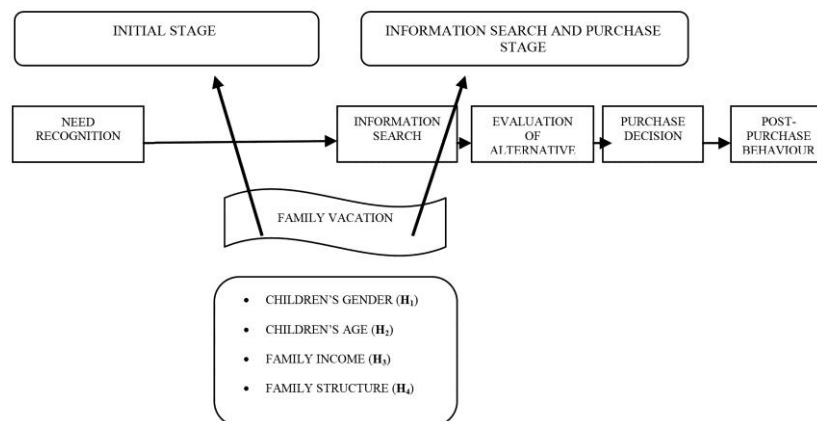 INITIAL STAGE
INFORMATION SEARCH AND PURCHASE
STAGE
NEED
RECOGNITION
INFORMATION
SEARCH
EVALUATION
OF
ALTERNATIVE
PURCHASE
DECISION
POST-
PURCHASE
BEHAVIOUR
FAMILY VACATION
• CHILDREN'S GENDER (H₁)
• CHILDREN'S AGE (H₂)
• FAMILY INCOME (H₃)
• FAMILY STRUCTURE (H₄)